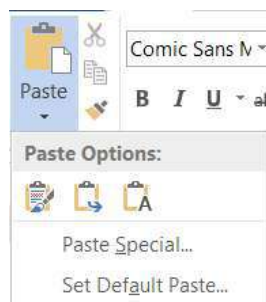 Comic Sans M
Paste
B I U
Paste Options:
A
Paste Special...
Set Default Paste...